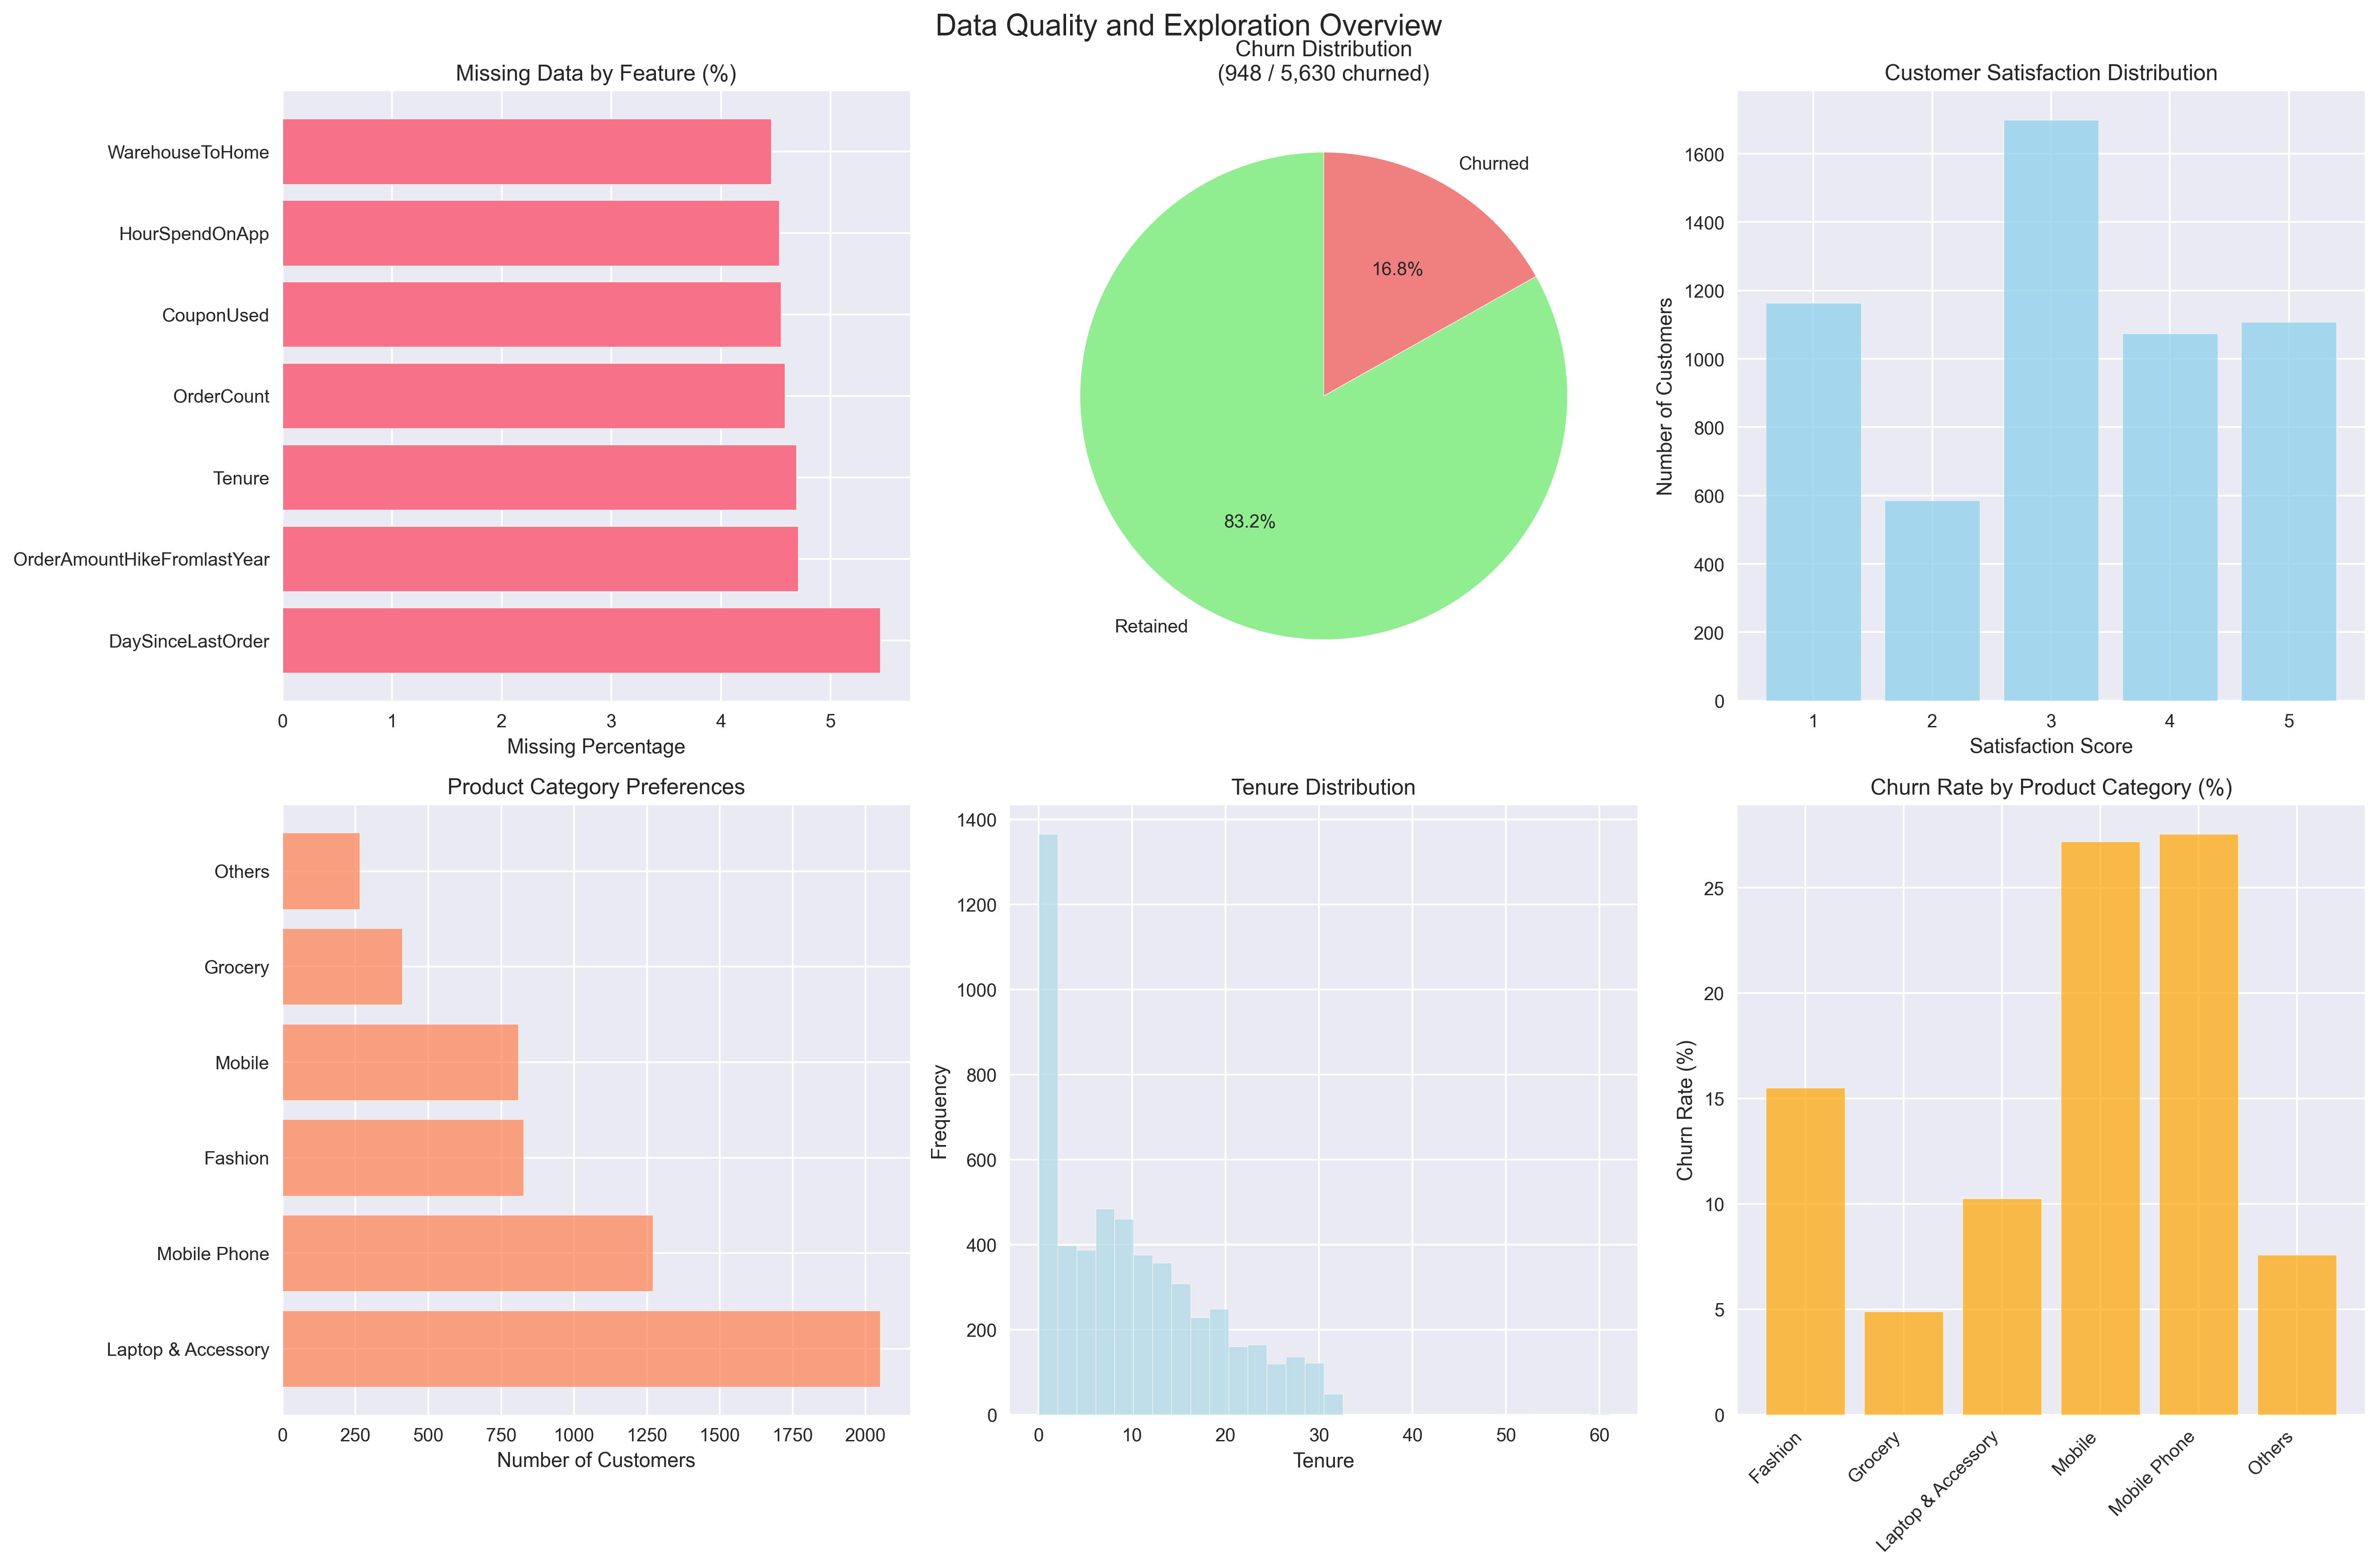 Data Quality and Exploration Overview
Missing Data by Feature (%)
WarehouseToHome
HourSpendOnApp
CouponUsed
OrderCount
Tenure
OrderAmountHikeFromlastYear
DaySinceLastOrder
0 1 2 3 4 5
Missing Percentage
Churn Distribution
(948 / 5,630 churned)
Churned
16.8%
83.2%
Retained
Customer Satisfaction Distribution
Number of Customers
1600
1400
1200
1000
800
600
400
200
0
1 2 3 4 5
Satisfaction Score
Product Category Preferences
Others
Grocery
Mobile
Fashion
Mobile Phone
Laptop & Accessory
0 250 500 750 1000 1250 1500 1750 2000
Number of Customers
Tenure Distribution
Frequency
1400
1200
1000
800
600
400
200
0
0 10 20 30 40 50 60
Tenure
Churn Rate by Product Category (%)
Churn Rate (%)
25
20
15
10
5
0
Fashion
Grocery
Laptop & Accessory
Mobile
Mobile Phone
Others